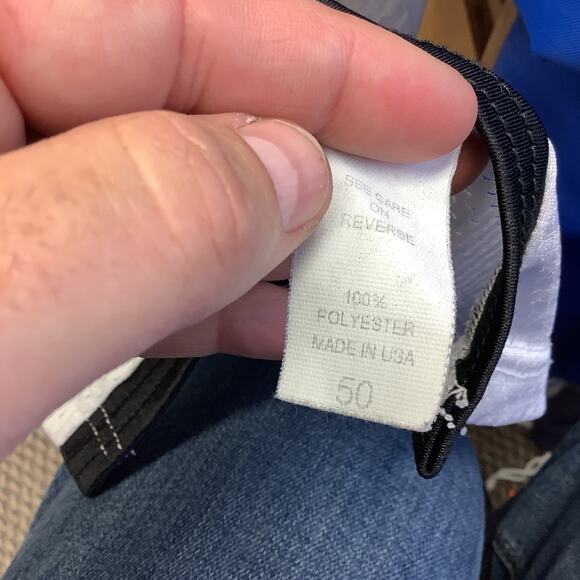 SEE CARE
ON
REVERSE
100%
POLYESTER
MADE IN USA
50